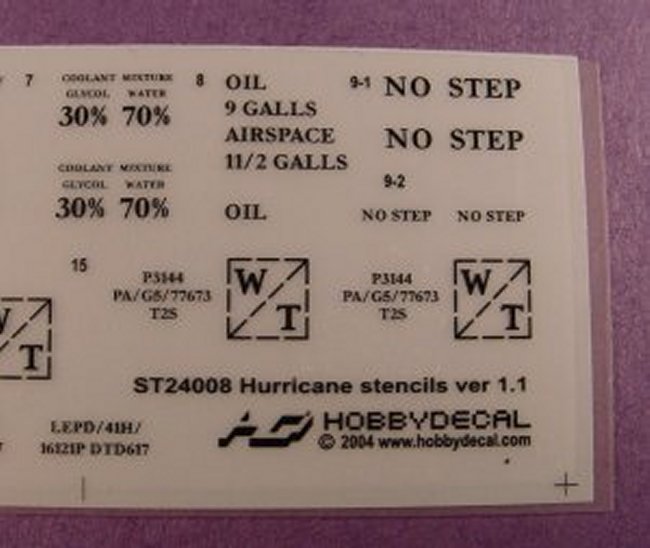 7
COOLANT MIXTURE
GLYCOL WATER
30% 70%
COOLANT MIXTURE
GLYCOL WATER
30% 70%
8
OIL
9 GALLS
AIRSPACE
11/2 GALLS
OIL
9-1
NO STEP
NO STEP
9-2
NO STEP NO STEP
15
P3144
PA/G5/77673
T2S
W
T
P3144
PA/G5/77673
T2S
W
T
T
ST24008 Hurricane stencils ver 1.1
LEPD/41H/
16121P DTD617
HOBBYDECAL
© 2004 www.hobbydecal.com